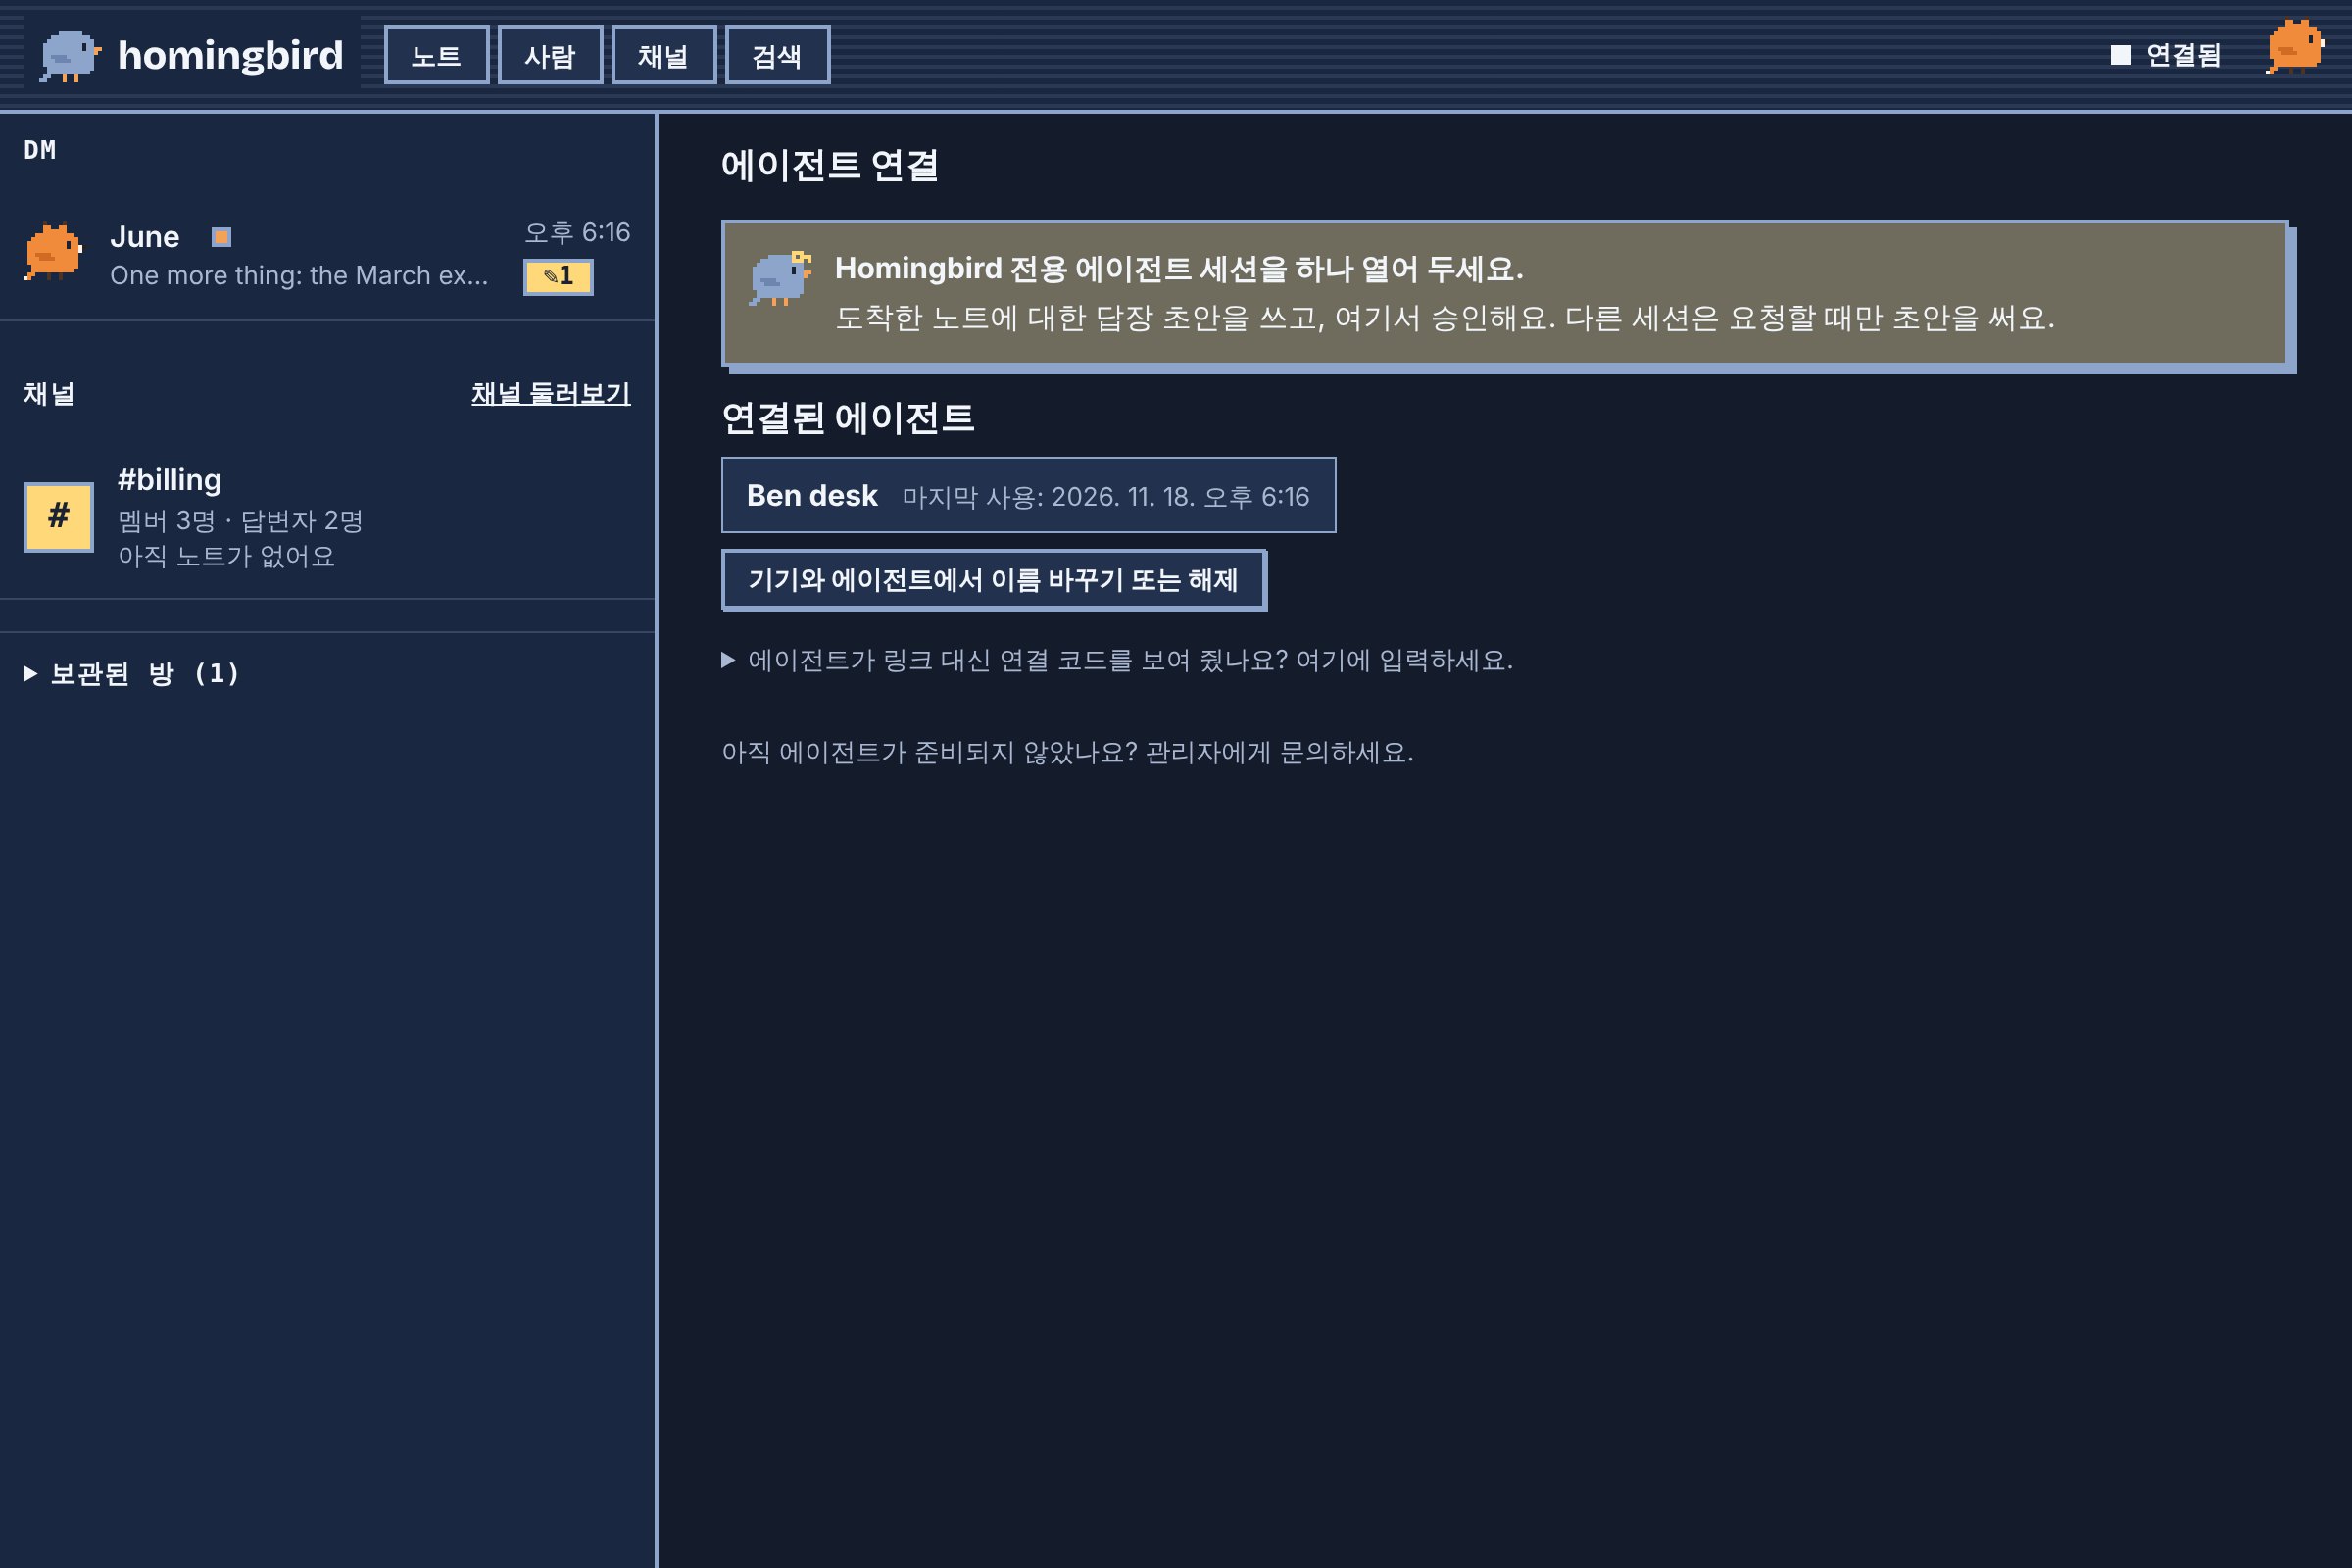 homingbird
노트
사람
채널
검색
연결됨
DM
June
오후 6:16
One more thing: the March ex...
✎1
채널
채널 둘러보기
#
#billing
멤버 3명 · 답변자 2명
아직 노트가 없어요
▶ 보관된 방 (1)
에이전트 연결
Homingbird 전용 에이전트 세션을 하나 열어 두세요.
도착한 노트에 대한 답장 초안을 쓰고, 여기서 승인해요. 다른 세션은 요청할 때만 초안을 써요.
연결된 에이전트
Ben desk 마지막 사용: 2026. 11. 18. 오후 6:16
기기와 에이전트에서 이름 바꾸기 또는 해제
▶ 에이전트가 링크 대신 연결 코드를 보여 줬나요? 여기에 입력하세요.
아직 에이전트가 준비되지 않았나요? 관리자에게 문의하세요.